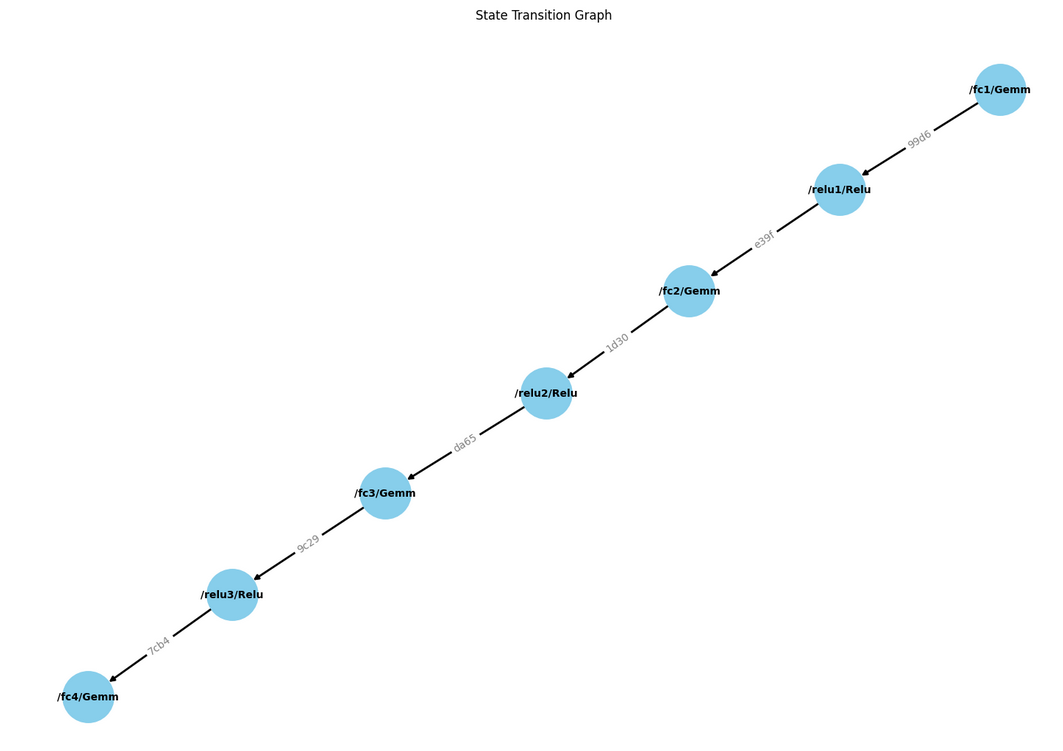 State Transition Graph
/fc1/Gemm
99d6
/relu1/Relu
e39f
/fc2/Gemm
1d30
/relu2/Relu
da65
/fc3/Gemm
9c29
/relu3/Relu
7cb4
/fc4/Gemm